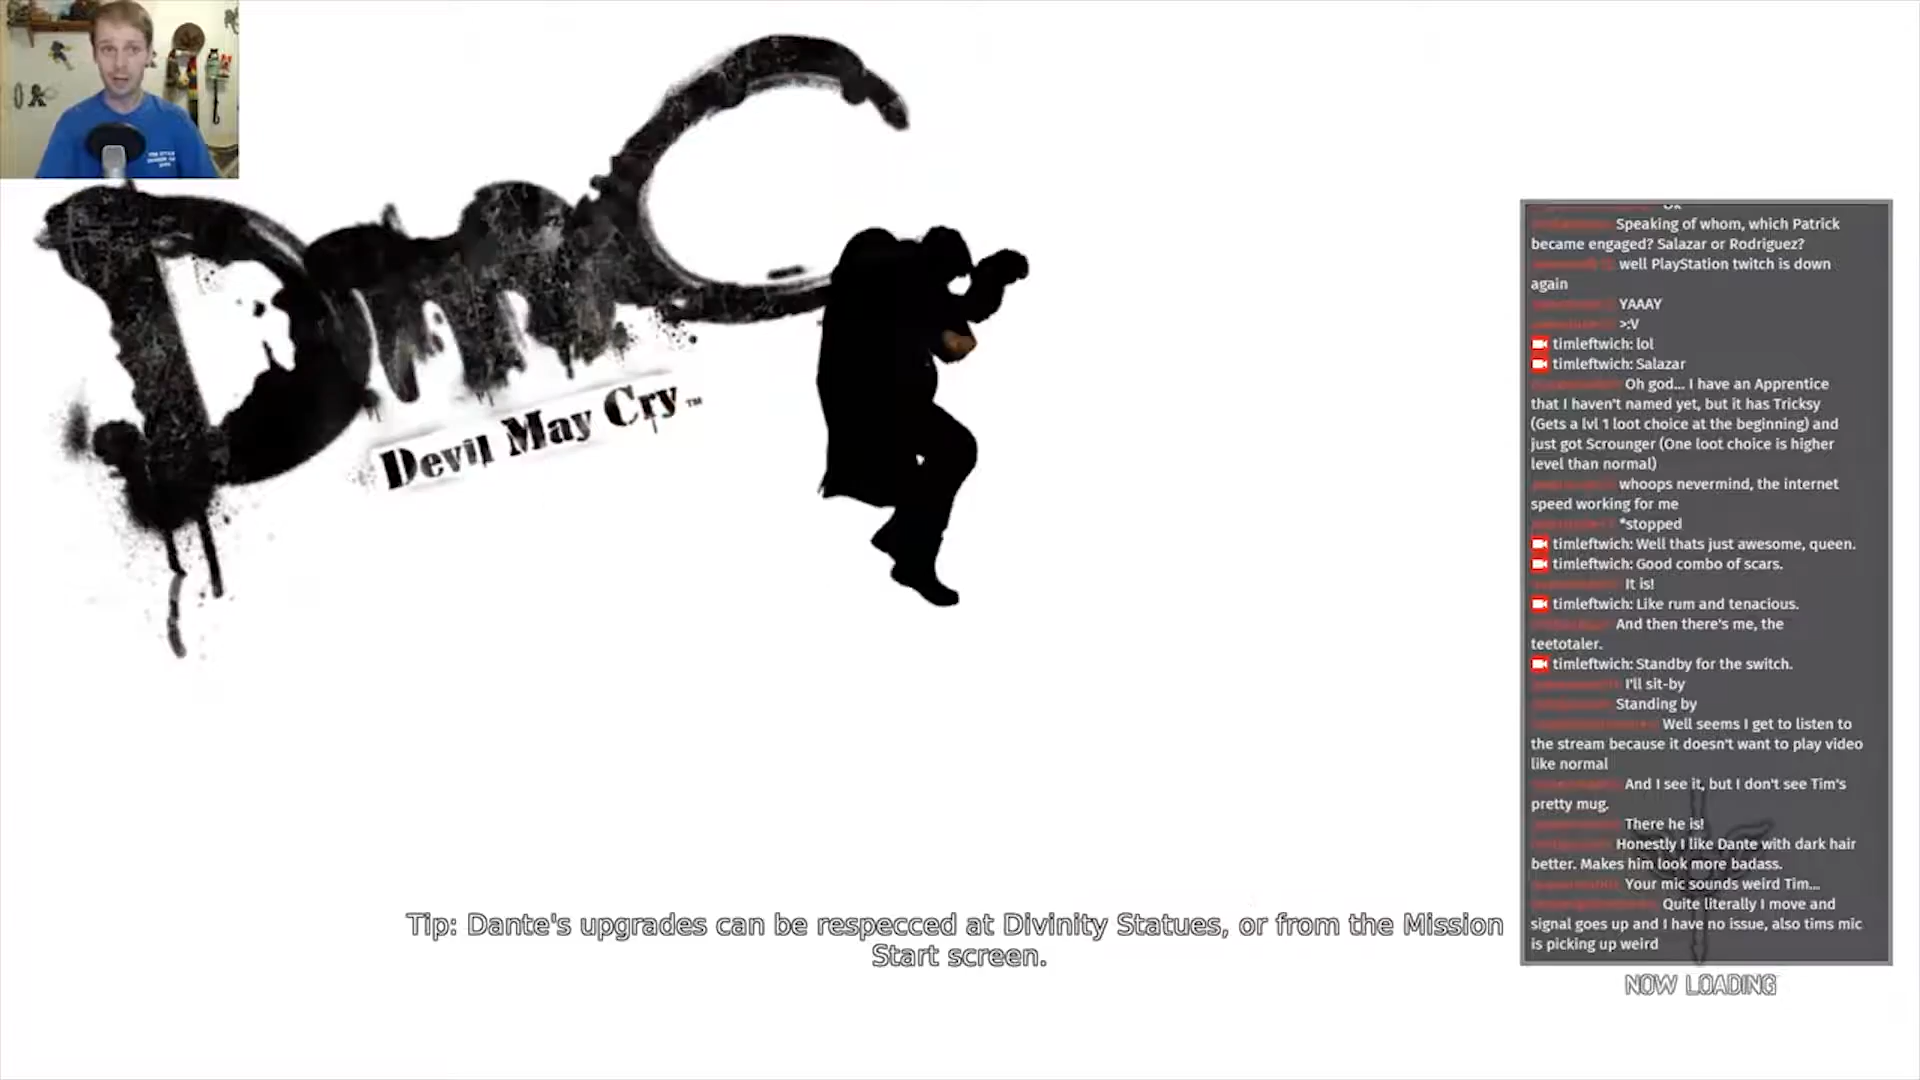 DmC
Devil May Cry™
Ok
Speaking of whom, which Patrick
became engaged? Salazar or Rodriguez?
well PlayStation twitch is down
again
YAAAY
>:V
timleftwich: lol
timleftwich: Salazar
Oh god... I have an Apprentice
that I haven't named yet, but it has Tricksy
(Gets a lvl 1 loot choice at the beginning) and
just got Scrounger (One loot choice is higher
level than normal)
whoops nevermind, the internet
speed working for me
*stopped
timleftwich: Well thats just awesome, queen.
timleftwich: Good combo of scars.
It is!
timleftwich: Like rum and tenacious.
And then there's me, the
teetotaler.
timleftwich: Standby for the switch.
I'll sit-by
Standing by
Well seems I get to listen to
the stream because it doesn't want to play video
like normal
And I see it, but I don't see Tim's
pretty mug.
There he is!
Honestly I like Dante with dark hair
better. Makes him look more badass.
Your mic sounds weird Tim....
Quite literally I move and
signal goes up and I have no issue, also tims mic
is picking up weird
Tip: Dante's upgrades can be respecced at Divinity Statues, or from the Mission
Start screen.
NOW LOADING